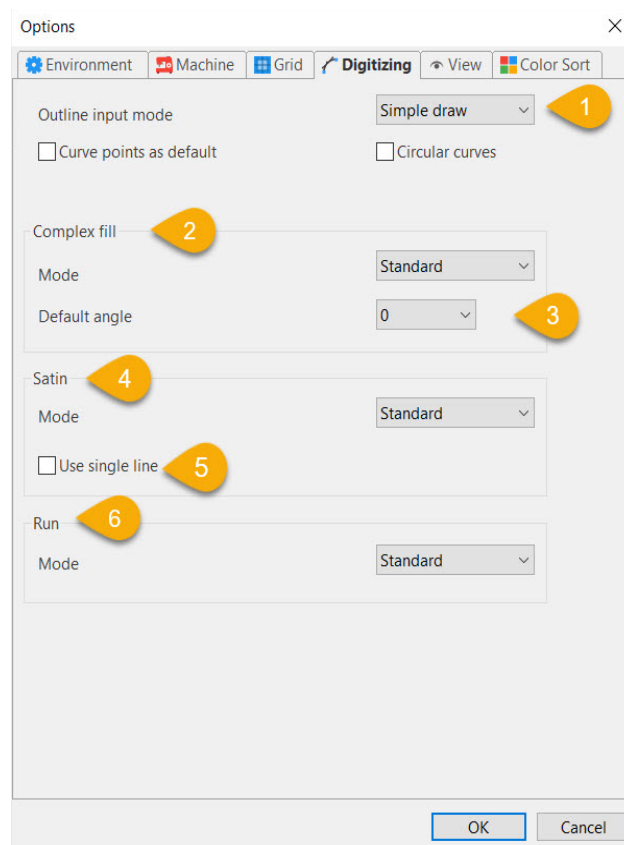 Options
Environment Machine Grid Digitizing View Color Sort
Outline input mode Simple draw 1
Curve points as default Circular curves
Complex fill 2
Mode Standard
Default angle 0 3
Satin 4
Mode Standard
Use single line 5
Run 6
Mode Standard
OK Cancel